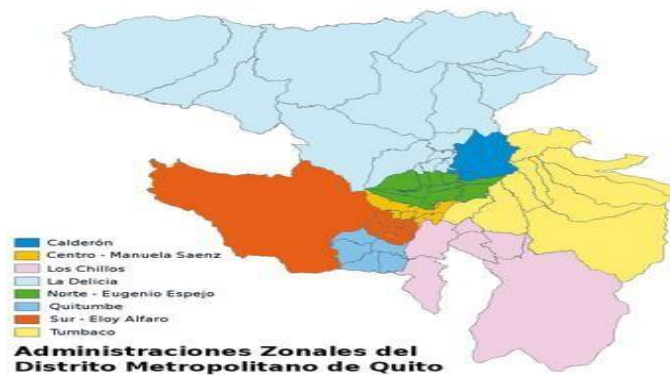 Calderón
Centro - Manuela Saenz
Los Chillos
La Delicia
Norte - Eugenio Espejo
Quitumbe
Sur - Eloy Alfaro
Tumbaco
Administraciones Zonales del
Distrito Metropolitano de Quito